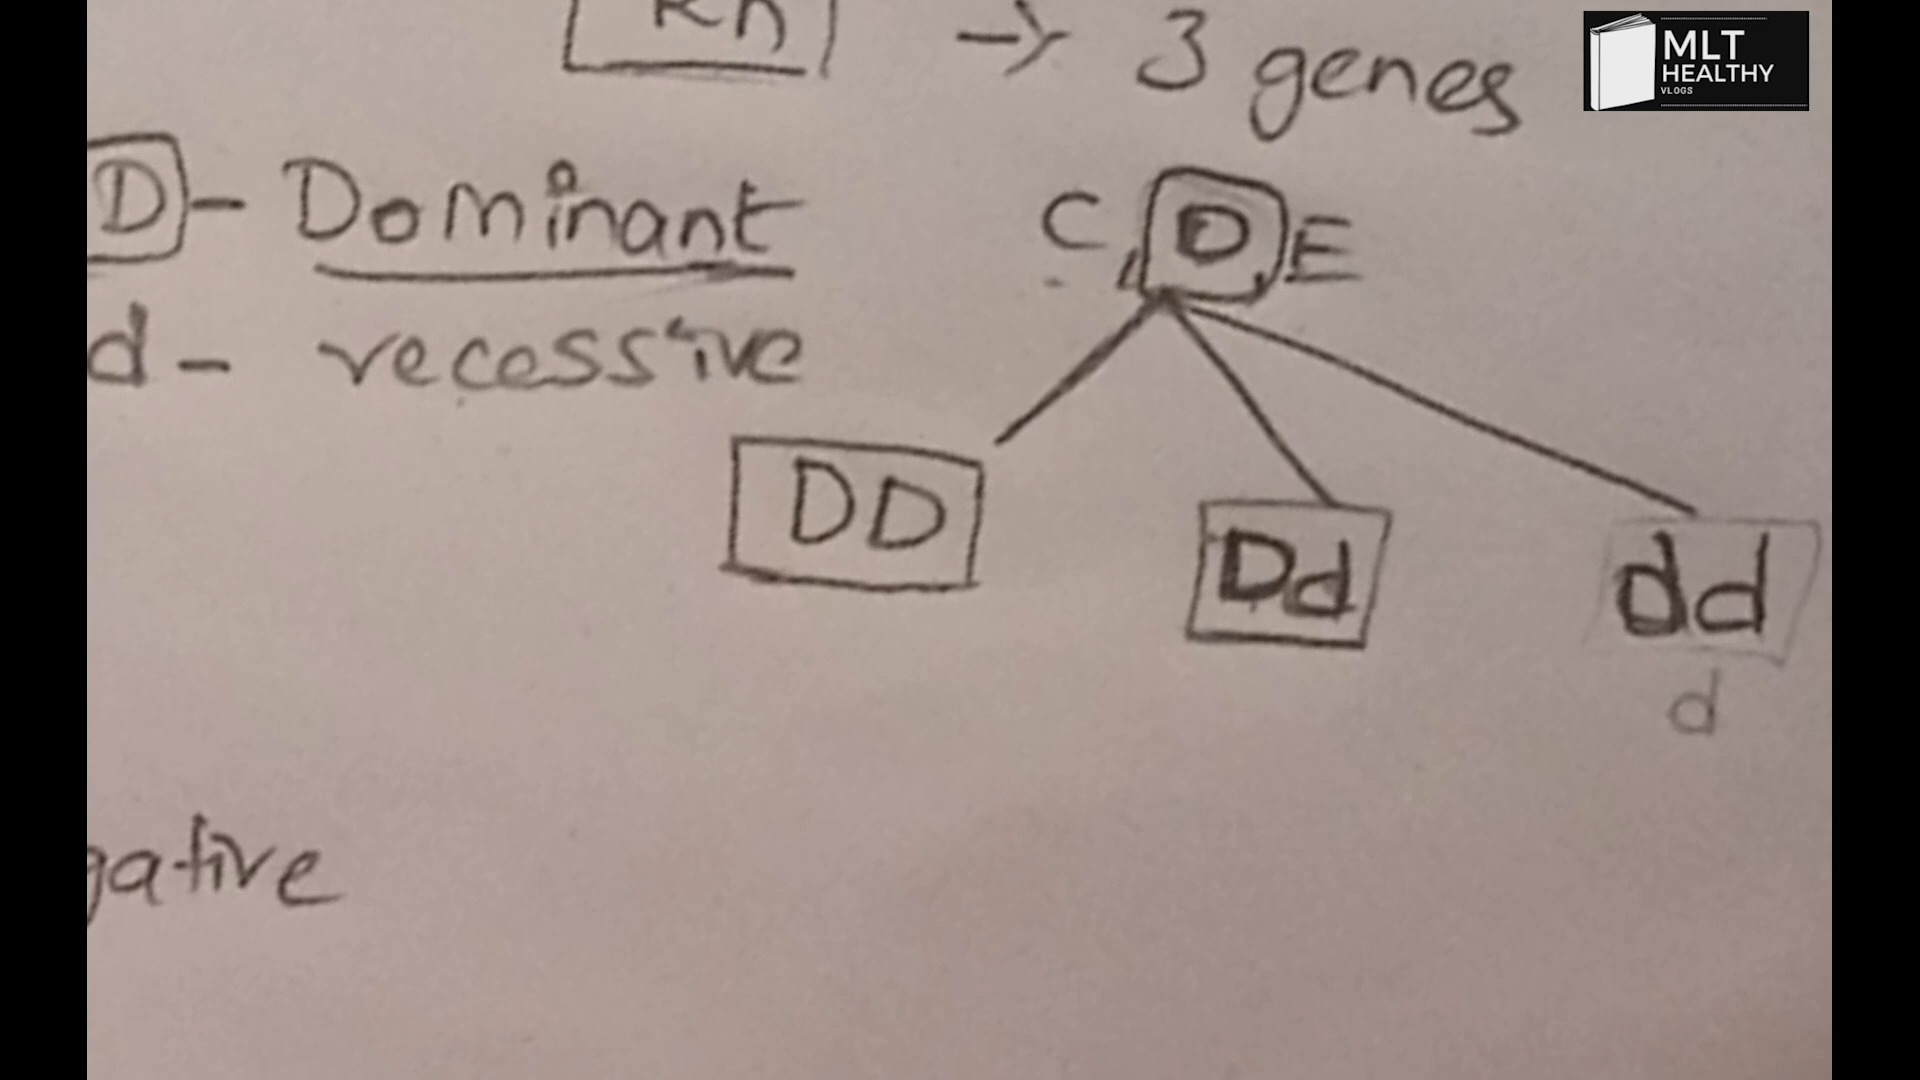 Rh → 3 genes
MLT
HEALTHY
VLOGS
D - Dominant
C, D, E
d - recessive
DD
Dd
dd
d
gative